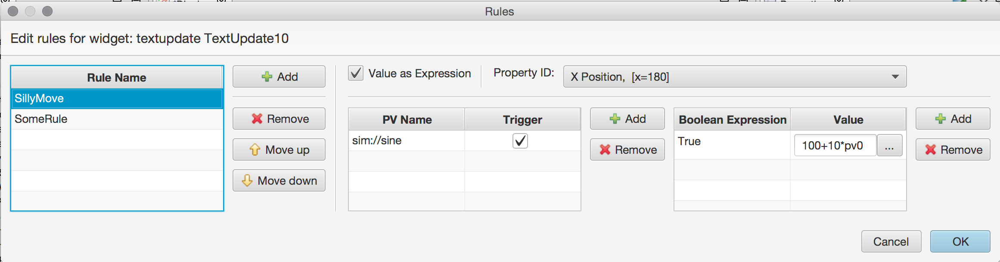 Rules
Edit rules for widget: textupdate TextUpdate10
Rule Name
SillyMove
SomeRule
Add
Remove
Move up
Move down
Value as Expression
Property ID:
X Position,  [x=180]
PV Name Trigger
sim://sine
Add
Remove
Boolean Expression Value
True 100+10*pv0 ...
Add
Remove
Cancel OK